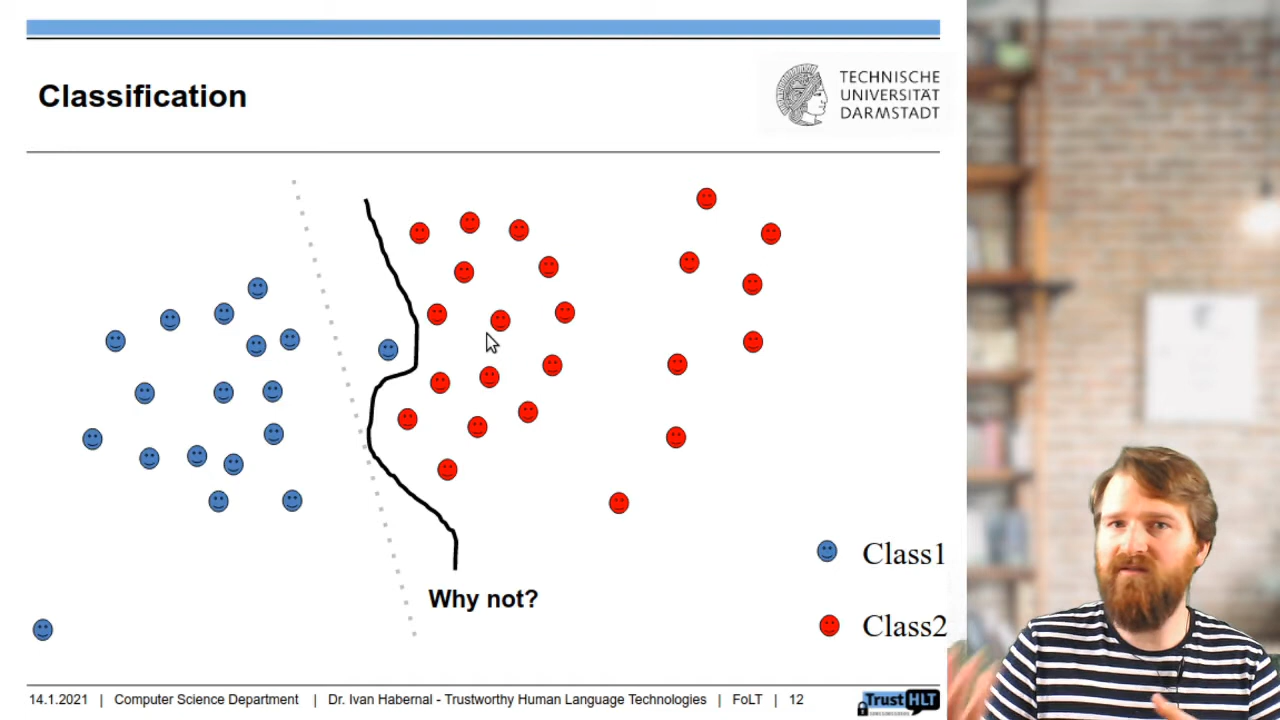 Classification
TECHNISCHE
UNIVERSITÄT
DARMSTADT
Why not?
Class1
Class2
14.1.2021 | Computer Science Department | Dr. Ivan Habernal - Trustworthy Human Language Technologies | FoLT | 12
TrustHLT